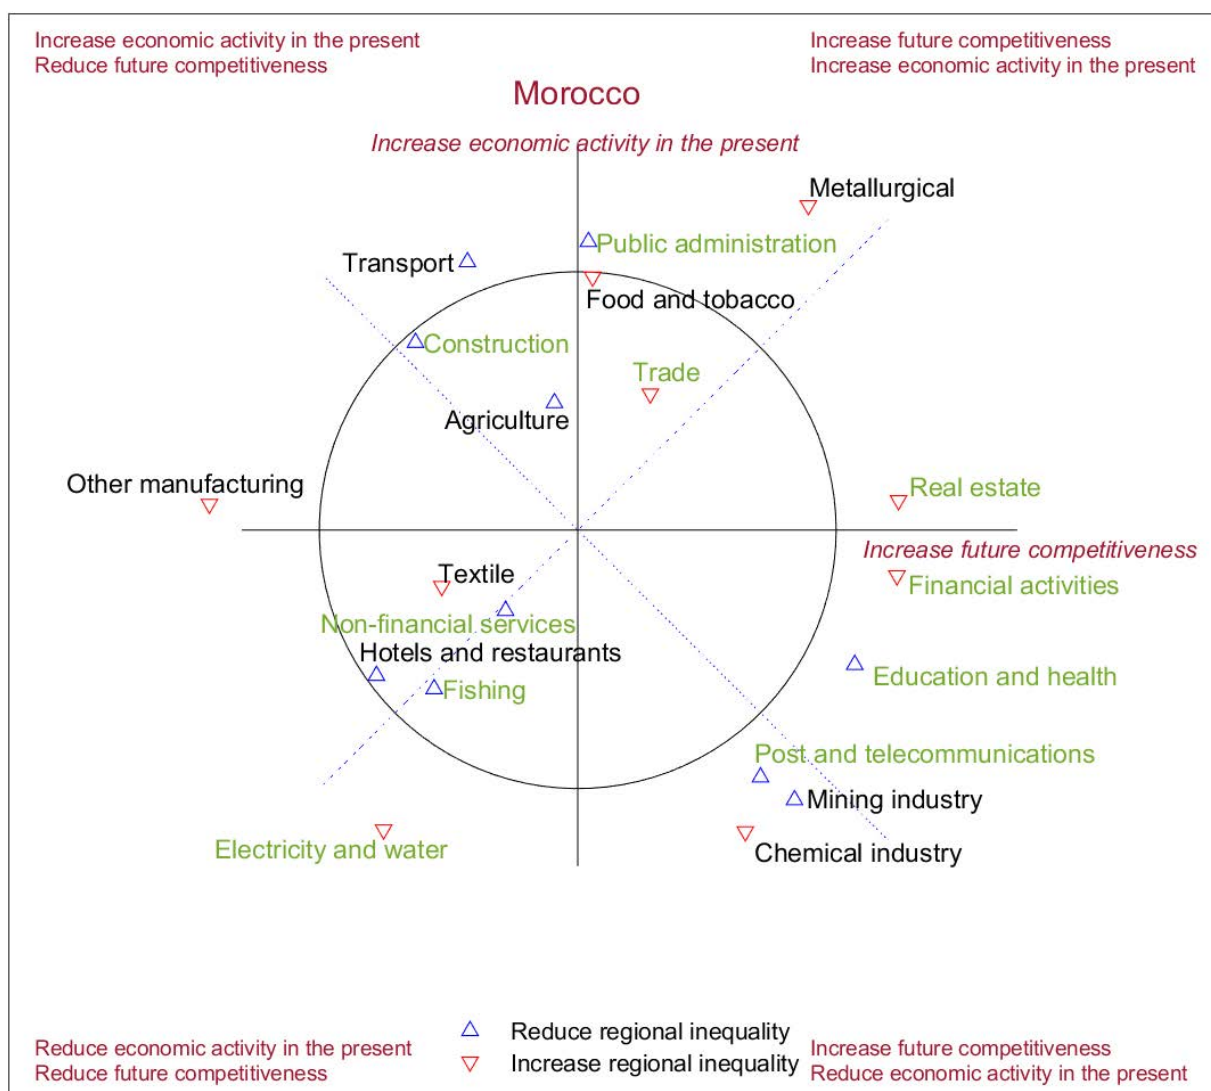 Increase economic activity in the present
Reduce future competitiveness
Increase future competitiveness
Increase economic activity in the present
Morocco
Increase economic activity in the present
Metallurgical
Public administration
Transport
Food and tobacco
Construction
Trade
Agriculture
Other manufacturing
Real estate
Increase future competitiveness
Textile
Financial activities
Non-financial services
Hotels and restaurants
Education and health
Fishing
Post and telecommunications
Mining industry
Electricity and water
Chemical industry
Reduce regional inequality
Increase regional inequality
Reduce economic activity in the present
Reduce future competitiveness
Increase future competitiveness
Reduce economic activity in the present